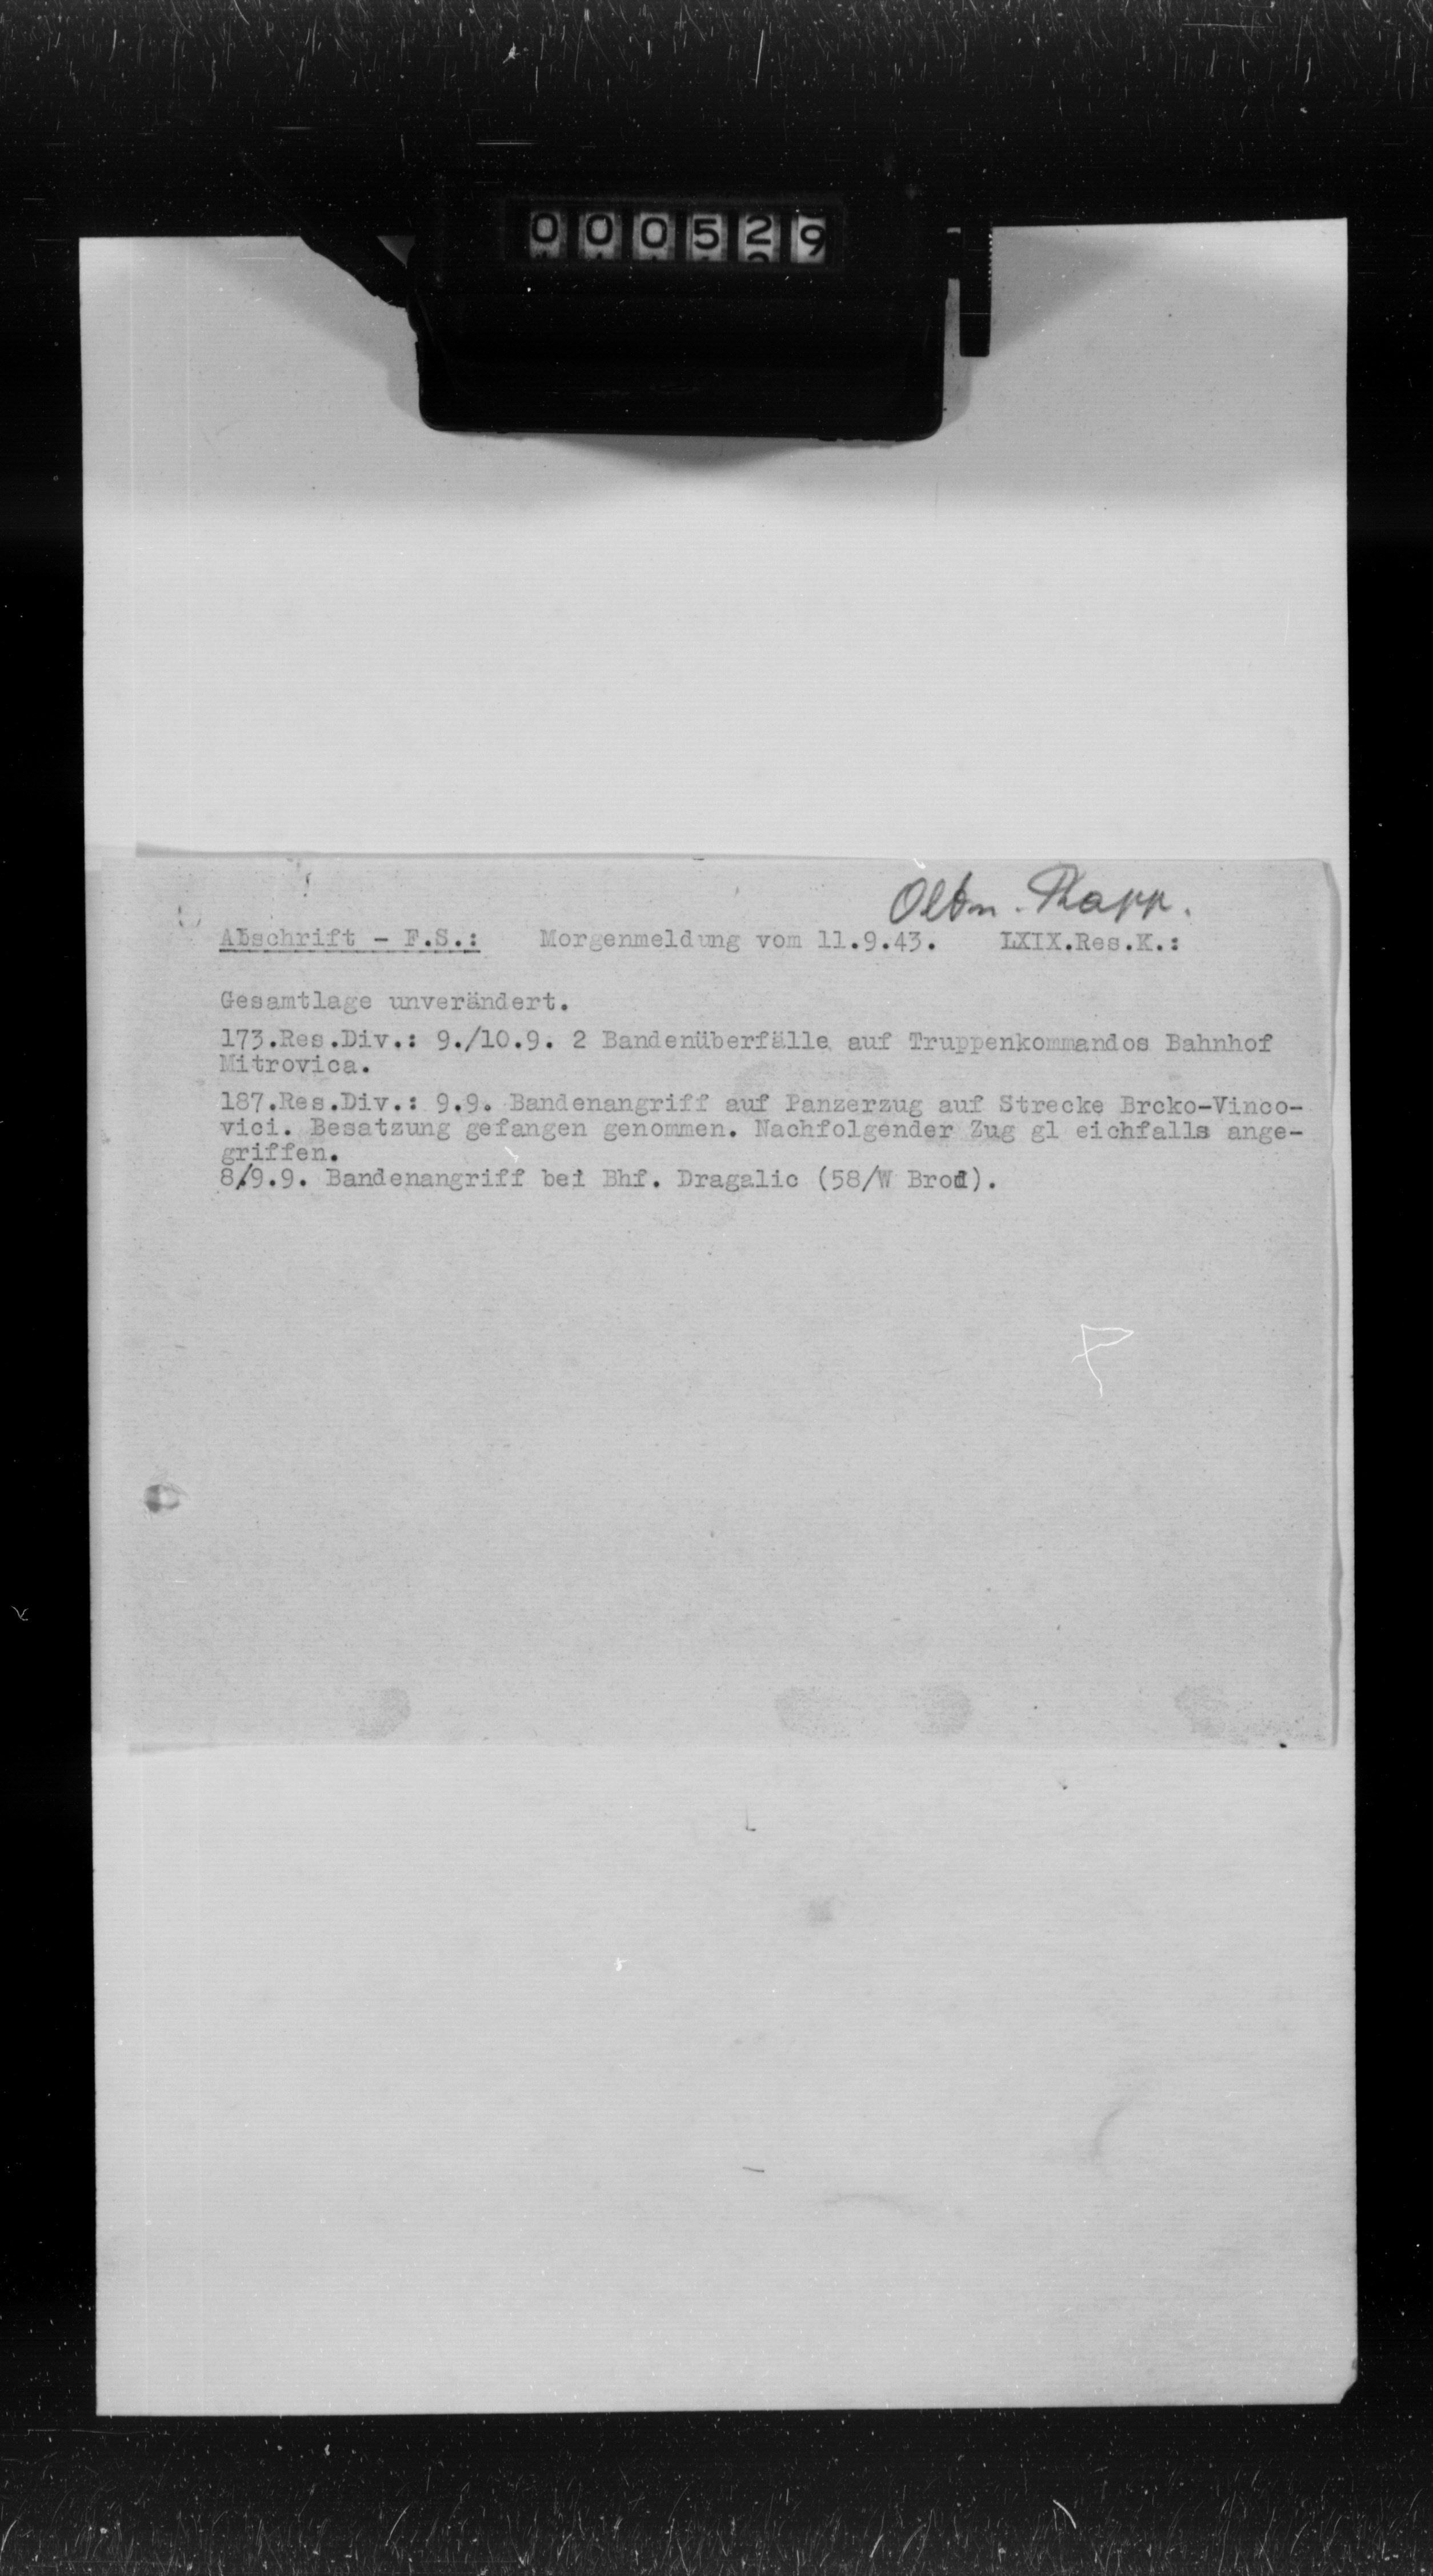 000529
Obltn. Rapp.
Abschrift - F.S.: Morgenmeldung vom 11.9.43. LXIX.Res.K.:
Gesamtlage unverändert.
173.Res.Div.: 9./10.9. 2 Bandenüberfälle auf Truppenkommandos Bahnhof
Mitrovica.
187.Res.Div.: 9.9. Bandenangriff auf Panzerzug auf Strecke Brcko-Vinco-
vici. Besatzung gefangen genommen. Nachfolgender Zug gl eichfalls ange-
griffen.
8/9.9. Bandenangriff bei Bhf. Dragalic (58/W Brod).